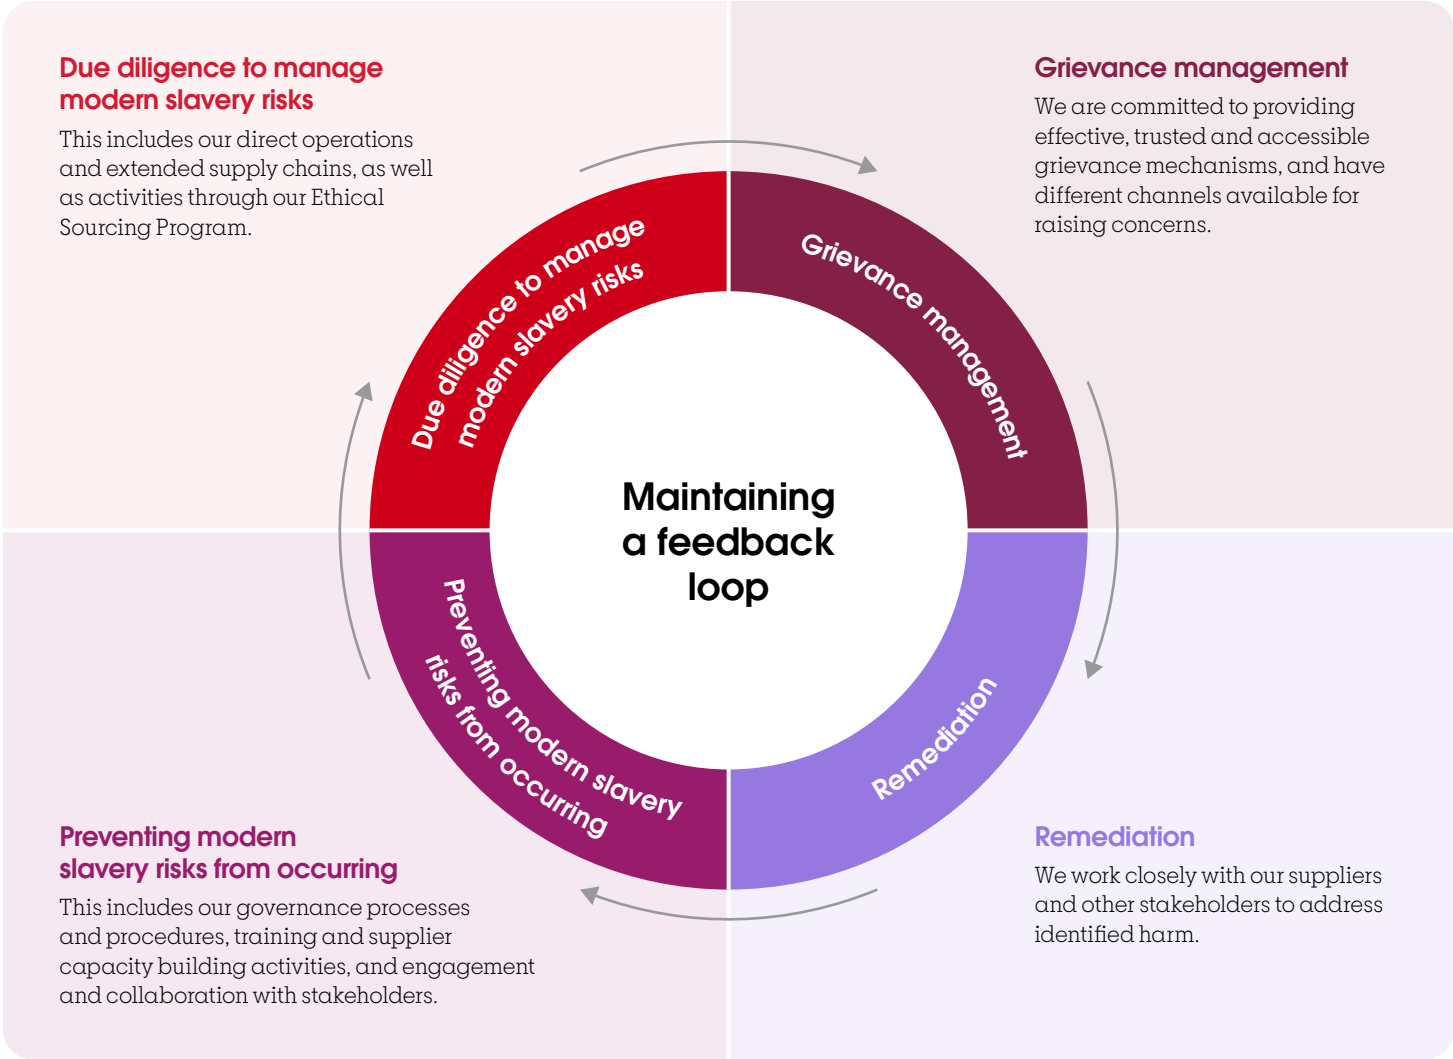 Due diligence to manage
modern slavery risks
This includes our direct operations
and extended supply chains, as well
as activities through our Ethical
Sourcing Program.
Grievance management
We are committed to providing
effective, trusted and accessible
grievance mechanisms, and have
different channels available for
raising concerns.
Due diligence to manage
modern slavery risks
Grievance management
Maintaining
a feedback
loop
Preventing modern slavery
risks from occurring
Remediation
Preventing modern
slavery risks from occurring
This includes our governance processes
and procedures, training and supplier
capacity building activities, and engagement
and collaboration with stakeholders.
Remediation
We work closely with our suppliers
and other stakeholders to address
identified harm.